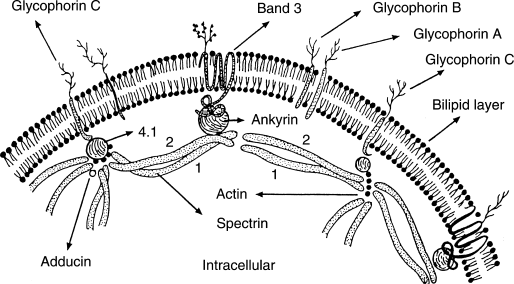 Glycophorin C
Band 3
Glycophorin B
Glycophorin A
Glycophorin C
Bilipid layer
4.1
Ankyrin
2
2
1
1
Actin
Spectrin
Adducin
Intracellular